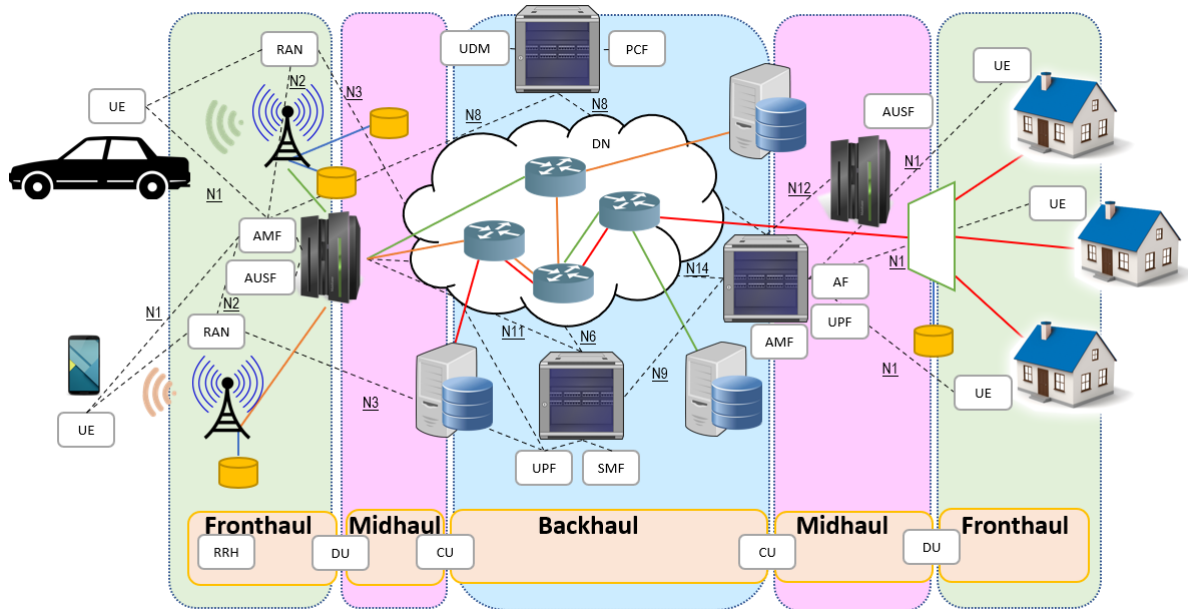 RAN
UDM
PCF
N2
N3
UE
UE
N8
N8
AUSF
DN
N1
N12
N1
UE
AMF
AUSF
N14
N1
AF
N2
N1
RAN
N11
N6
UPF
AMF
N9
N1
UE
N3
UE
UPF
SMF
Fronthaul
Midhaul
Backhaul
Midhaul
Fronthaul
RRH
DU
CU
CU
DU